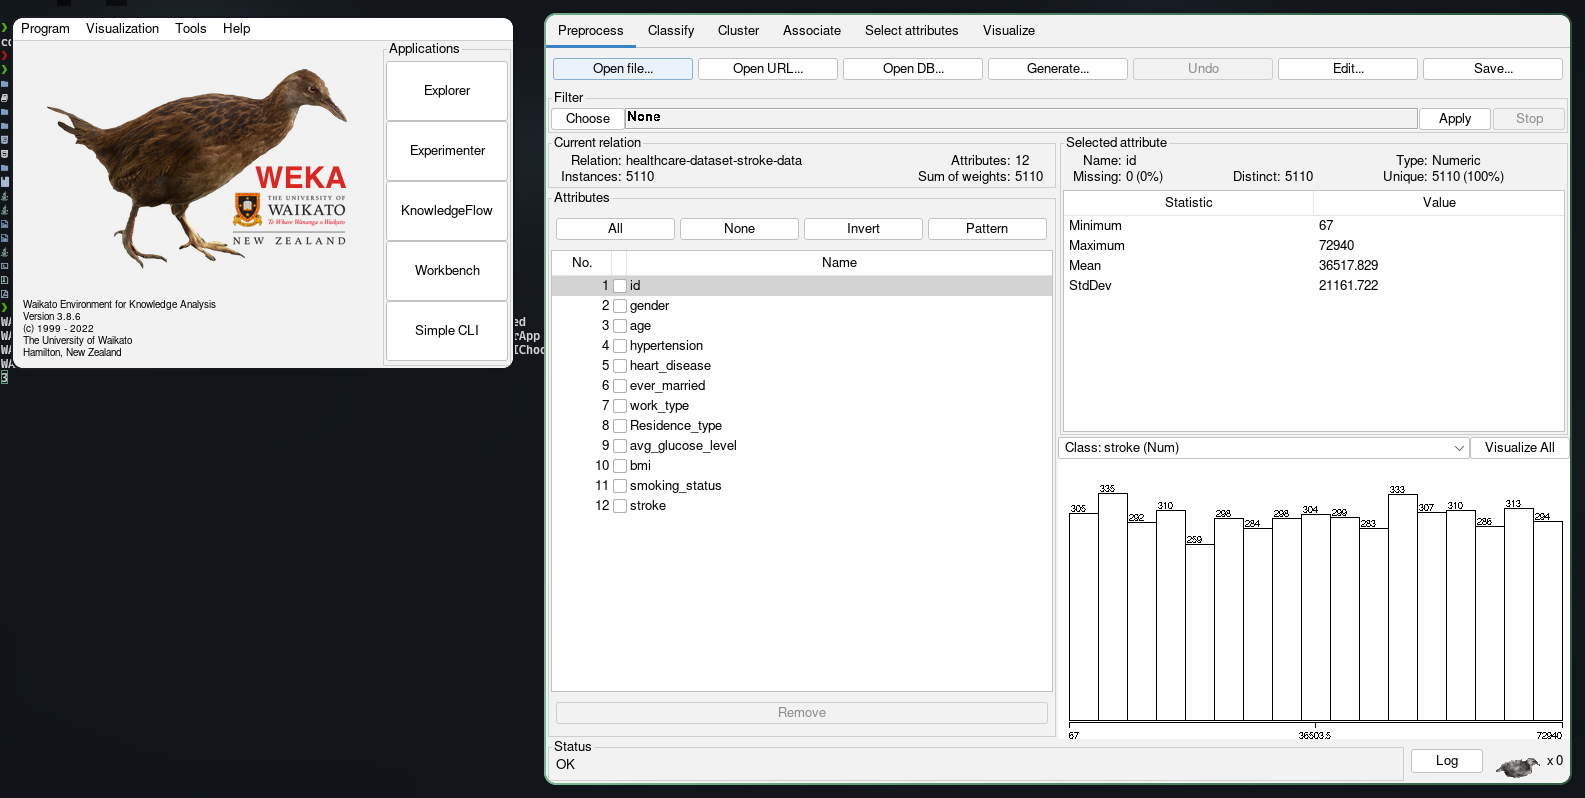 Program Visualization Tools Help
WEKA
THE UNIVERSITY OF
WAIKATO
Te Whare Wānanga o Waikato
NEW ZEALAND
Waikato Environment for Knowledge Analysis
Version 3.8.6
(c) 1999 - 2022
The University of Waikato
Hamilton, New Zealand
Applications
Explorer
Experimenter
KnowledgeFlow
Workbench
Simple CLI
Preprocess Classify Cluster Associate Select attributes Visualize
Open file... Open URL... Open DB... Generate... Undo Edit... Save...
Filter
Choose None Apply Stop
Current relation
Relation: healthcare-dataset-stroke-data Attributes: 12
Instances: 5110 Sum of weights: 5110
Attributes
All None Invert Pattern
No. Name
1 id
2 gender
3 age
4 hypertension
5 heart_disease
6 ever_married
7 work_type
8 Residence_type
9 avg_glucose_level
10 bmi
11 smoking_status
12 stroke
Remove
Selected attribute
Name: id Type: Numeric
Missing: 0 (0%) Distinct: 5110 Unique: 5110 (100%)
Statistic Value
Minimum 67
Maximum 72940
Mean 36517.829
StdDev 21161.722
Class: stroke (Num) Visualize All
305 335 292 310 259 298 284 298 304 299 283 333 307 310 286 313 294
67 36503.5 72940
Status
OK
Log x 0